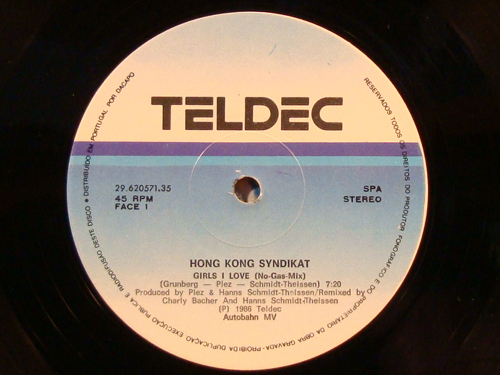 TELDEC
29.620571.35
45 RPM
FACE 1
SPA
STEREO
HONG KONG SYNDIKAT
GIRLS I LOVE (No-Gas-Mix)
(Grunberg — Plez — Schmidt-Theissen) 7:20
Produced by Plez & Hanns Schmidt-Theissen/Remixed by
Charly Bacher And Hanns Schmidt-Theissen
(P) 1986 Teldec
Autobahn MV
RESERVADOS TODOS OS DIREITOS DO PRODUTOR FONOGRÁFICO E DO PROPRIETÁRIO DA OBRA GRAVADA-PROIBIDA DUPLICAÇÃO EXECUÇÃO PUBLICA E RADIODIFUSÃO DESTE DISCO • DISTRIBUIDO EM PORTUGAL POR DACAPO